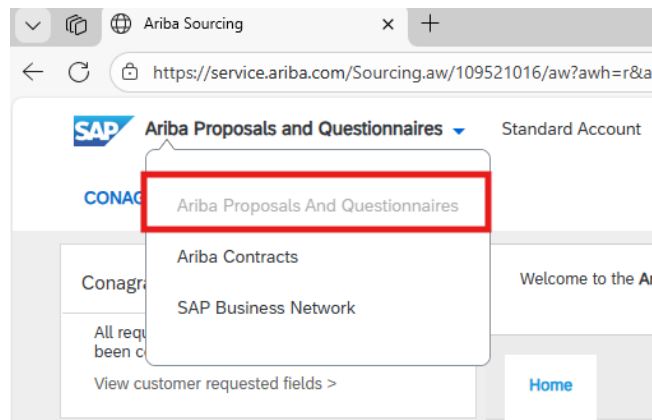 Ariba Sourcing
https://service.ariba.com/Sourcing.aw/109521016/aw?awh=r&a
SAP Ariba Proposals and Questionnaires Standard Account
CONAG
Ariba Proposals And Questionnaires
Ariba Contracts
SAP Business Network
Conagr
Welcome to the Ar
All requ
been c
View customer requested fields >
Home